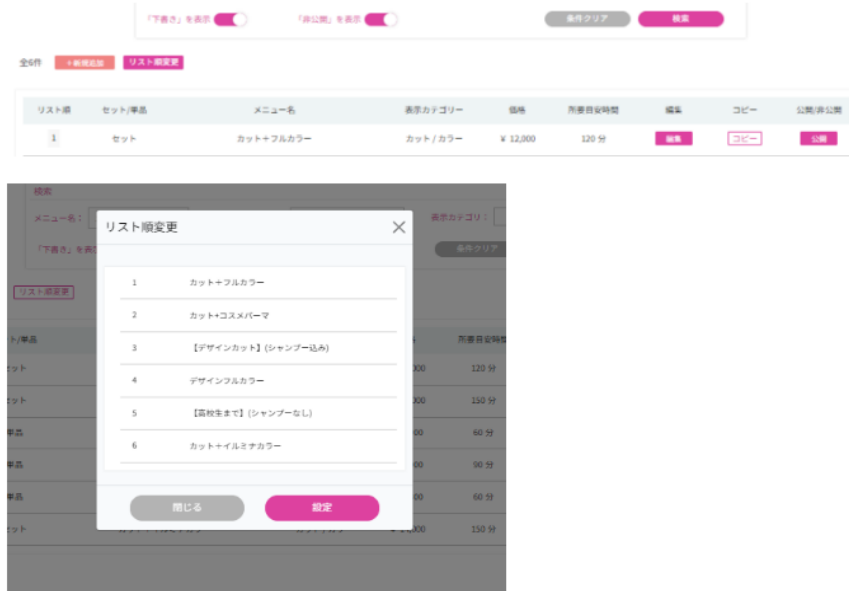 「下書き」を表示 「非公開」を表示 条件クリア 検索
全6件 +新規追加 リスト順変更
リスト順 セット/単品 メニュー名 表示カテゴリー 価格 所要目安時間 編集 コピー 公開/非公開
1 セット カット+フルカラー カット / カラー ¥ 12,000 120 分 編集 コピー 公開
検索
メニュー名: 表示カテゴリ:
リスト順変更
「下書き」を表 条件クリア
リスト順変更
1 カット+フルカラー
2 カット+コスメパーマ
3 【デザインカット】(シャンプー込み)
4 デザインフルカラー
5 【高校生まで】(シャンプーなし)
6 カット+イルミナカラー
ト/単品 所要目安時間
セット 000 120 分
セット 000 150 分
単品 00 60 分
単品 00 90 分
単品 00 60 分
セット 150 分
閉じる 設定